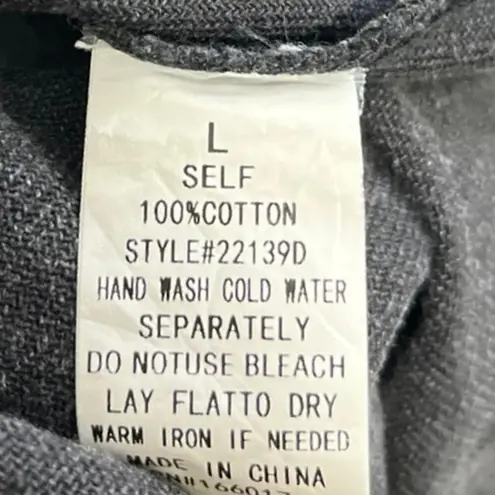 L
SELF
100%COTTON
STYLE#22139D
HAND WASH COLD WATER
SEPARATELY
DO NOTUSE BLEACH
LAY FLATTO DRY
WARM IRON IF NEEDED
MADE IN CHINA